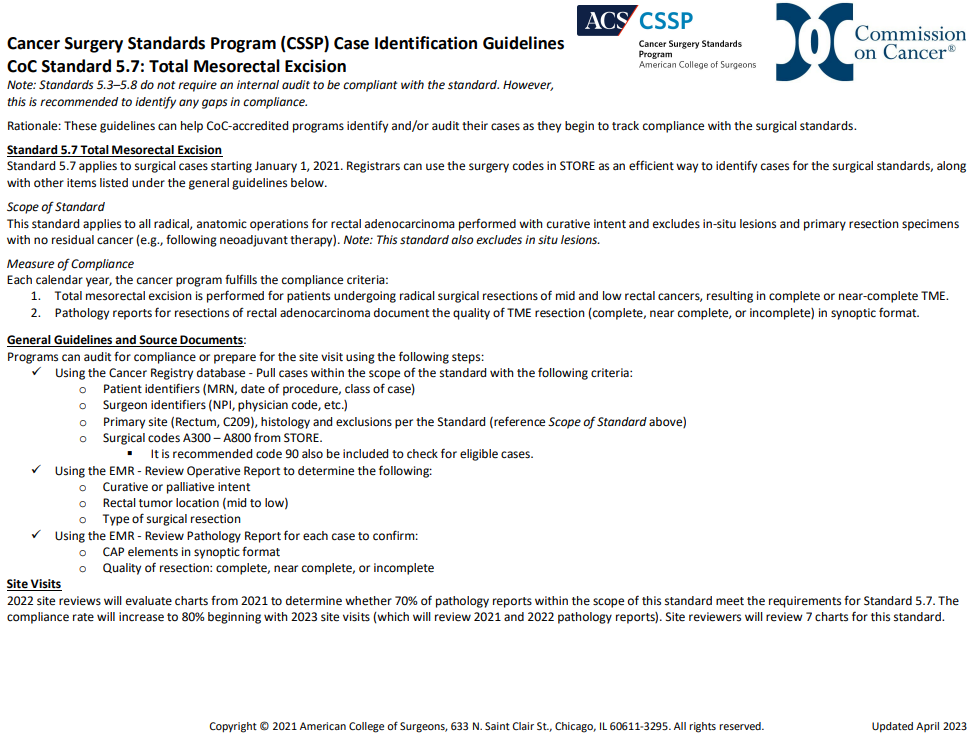 ACS CSSP
Cancer Surgery Standards
Program
American College of Surgeons
Commission
on Cancer®
Cancer Surgery Standards Program (CSSP) Case Identification Guidelines
CoC Standard 5.7: Total Mesorectal Excision
Note: Standards 5.3–5.8 do not require an internal audit to be compliant with the standard. However,
this is recommended to identify any gaps in compliance.
Rationale: These guidelines can help CoC-accredited programs identify and/or audit their cases as they begin to track compliance with the surgical standards.
Standard 5.7 Total Mesorectal Excision
Standard 5.7 applies to surgical cases starting January 1, 2021. Registrars can use the surgery codes in STORE as an efficient way to identify cases for the surgical standards, along
with other items listed under the general guidelines below.
Scope of Standard
This standard applies to all radical, anatomic operations for rectal adenocarcinoma performed with curative intent and excludes in-situ lesions and primary resection specimens
with no residual cancer (e.g., following neoadjuvant therapy). Note: This standard also excludes in situ lesions.
Measure of Compliance
Each calendar year, the cancer program fulfills the compliance criteria:
1. Total mesorectal excision is performed for patients undergoing radical surgical resections of mid and low rectal cancers, resulting in complete or near-complete TME.
2. Pathology reports for resections of rectal adenocarcinoma document the quality of TME resection (complete, near complete, or incomplete) in synoptic format.
General Guidelines and Source Documents:
Programs can audit for compliance or prepare for the site visit using the following steps:
✓ Using the Cancer Registry database - Pull cases within the scope of the standard with the following criteria:
o Patient identifiers (MRN, date of procedure, class of case)
o Surgeon identifiers (NPI, physician code, etc.)
o Primary site (Rectum, C209), histology and exclusions per the Standard (reference Scope of Standard above)
o Surgical codes A300 – A800 from STORE.
▪ It is recommended code 90 also be included to check for eligible cases.
✓ Using the EMR - Review Operative Report to determine the following:
o Curative or palliative intent
o Rectal tumor location (mid to low)
o Type of surgical resection
✓ Using the EMR - Review Pathology Report for each case to confirm:
o CAP elements in synoptic format
o Quality of resection: complete, near complete, or incomplete
Site Visits
2022 site reviews will evaluate charts from 2021 to determine whether 70% of pathology reports within the scope of this standard meet the requirements for Standard 5.7. The
compliance rate will increase to 80% beginning with 2023 site visits (which will review 2021 and 2022 pathology reports). Site reviewers will review 7 charts for this standard.
Copyright © 2021 American College of Surgeons, 633 N. Saint Clair St., Chicago, IL 60611-3295. All rights reserved.
Updated April 2023